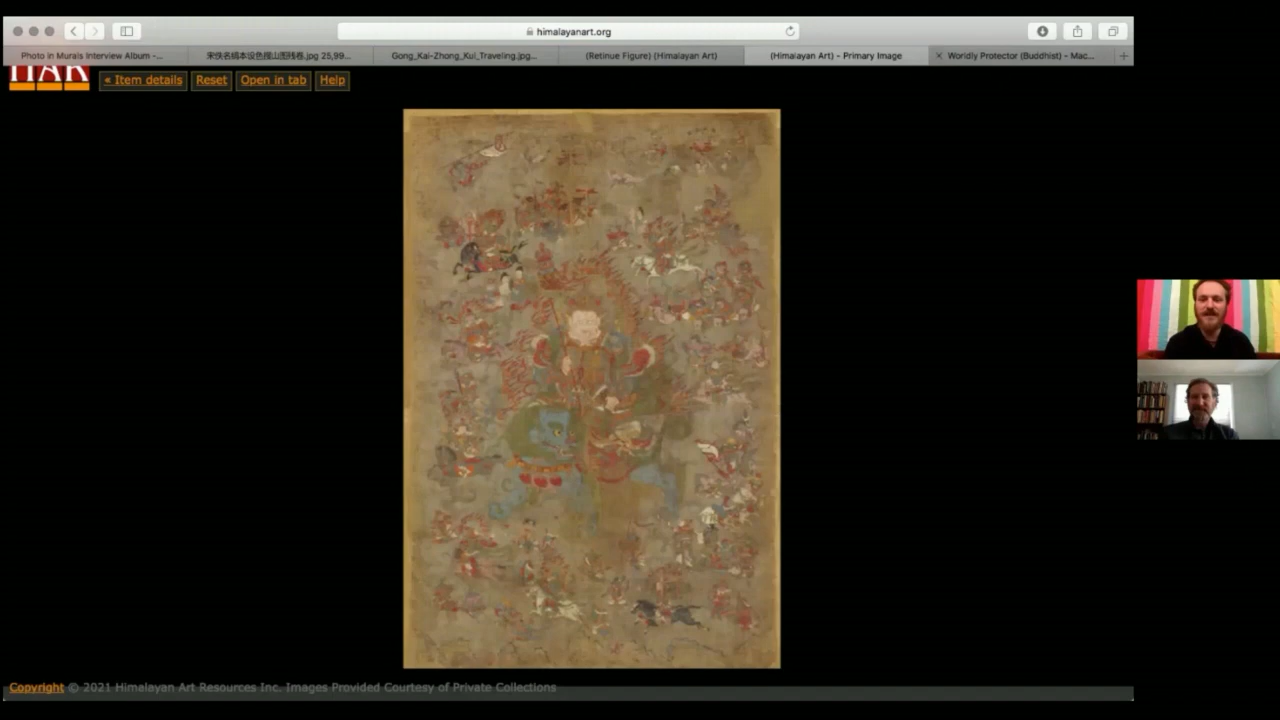 himalayanart.org
Photo in Murals Interview Album -...
宋佚名绢本设色搜山图残卷.jpg 25,99...
Gong_Kai-Zhong_Kui_Traveling.jpg...
(Retinue Figure) (Himalayan Art)
(Himalayan Art) - Primary Image
Worldly Protector (Buddhist) - Mac...
HAR
« Item details
Reset
Open in tab
Help
Copyright © 2021 Himalayan Art Resources Inc. Images Provided Courtesy of Private Collections